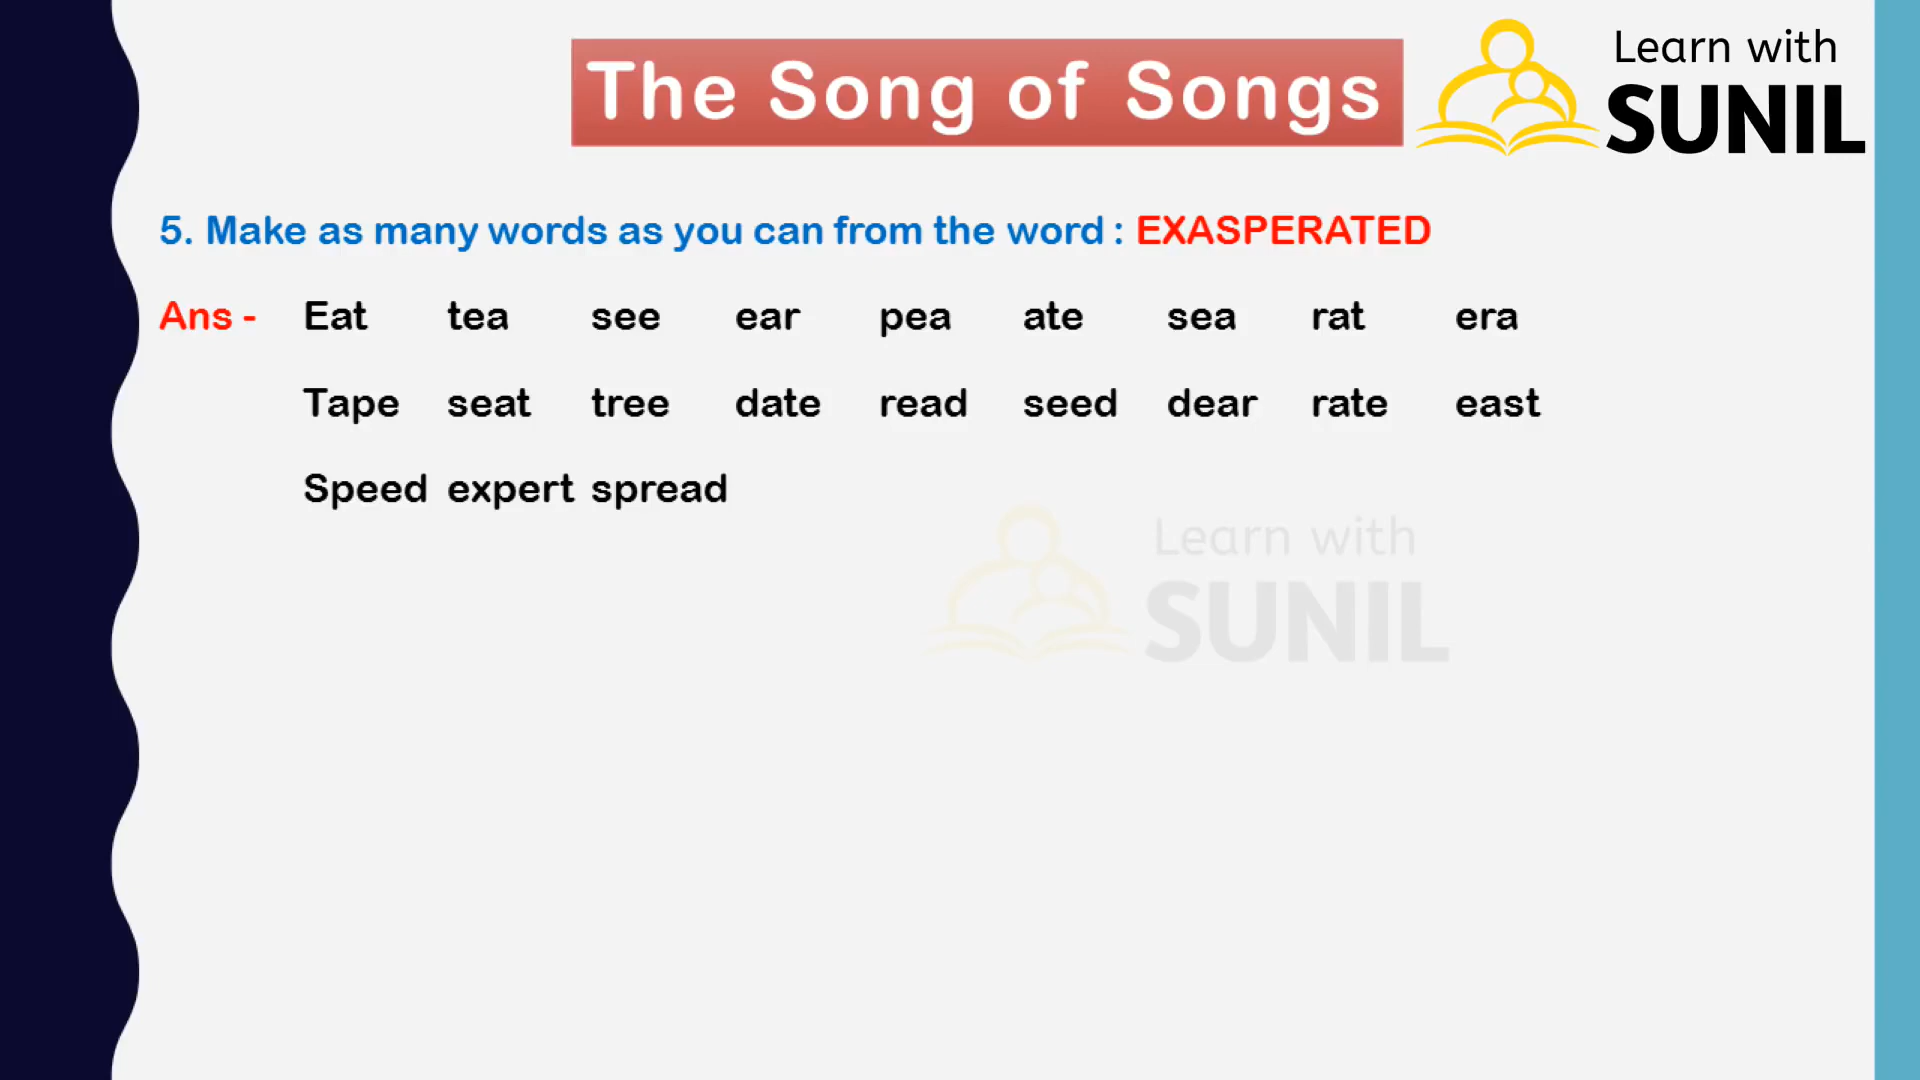 The Song of Songs
Learn with
SUNIL
5. Make as many words as you can from the word : EXASPERATED
Ans - Eat tea see ear pea ate sea rat era
Tape seat tree date read seed dear rate east
Speed expert spread
Learn with
SUNIL